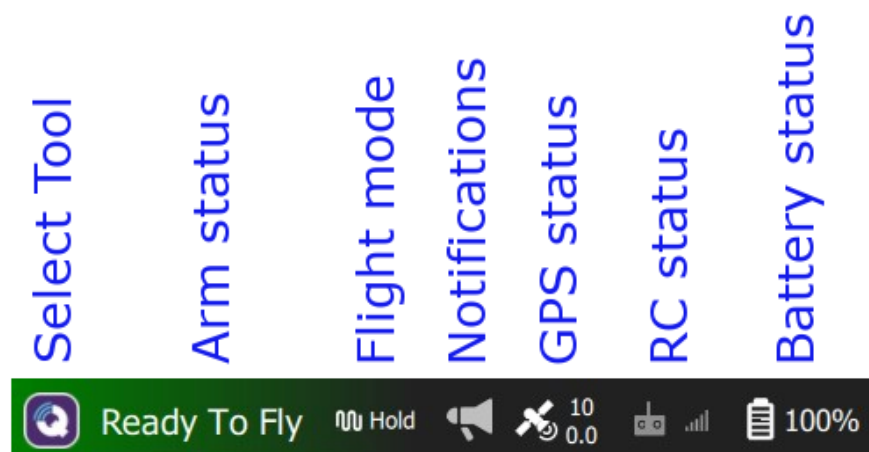 Select Tool
Arm status
Flight mode
Notifications
GPS status
RC status
Battery status
Ready To Fly
Hold
10
0.0
100%